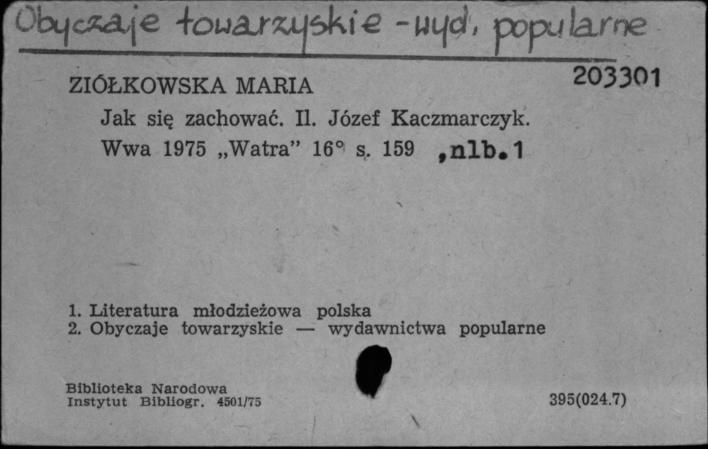 Obyczaje towarzyskie - wyd. popularne
203301
ZIÓŁKOWSKA MARIA
Jak się zachować. Il. Józef Kaczmarczyk.
Wwa 1975 „Watra” 16° s. 159 ,nlb.1
1. Literatura młodzieżowa polska
2. Obyczaje towarzyskie — wydawnictwa popularne
Biblioteka Narodowa
Instytut Bibliogr. 4501/75
395(024.7)